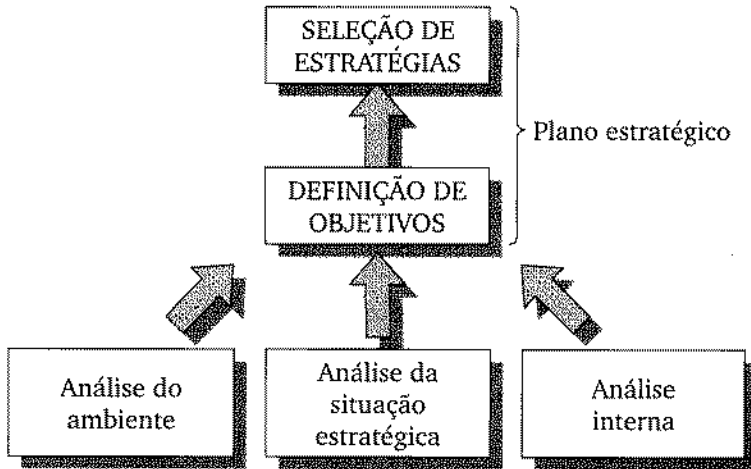 SELEÇÃO DE
ESTRATÉGIAS
Plano estratégico
DEFINIÇÃO DE
OBJETIVOS
Análise do
ambiente
Análise da
situação
estratégica
Análise
interna